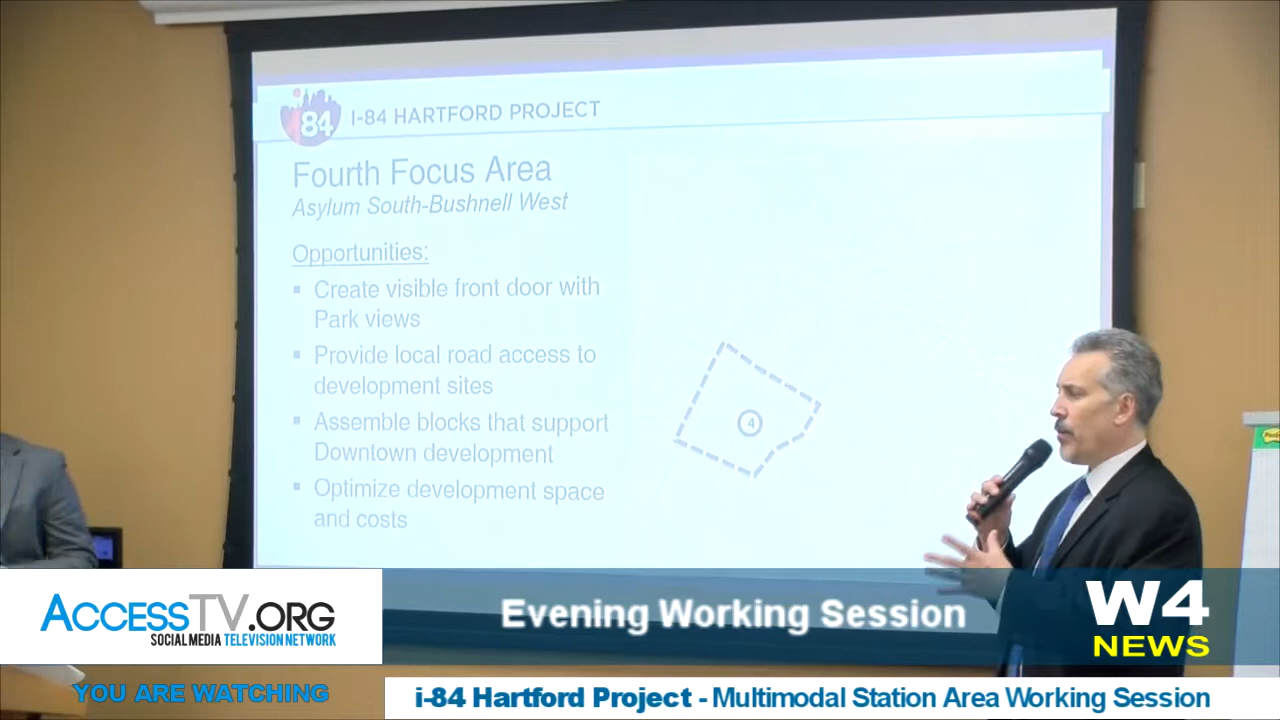 84
I-84 HARTFORD PROJECT
Fourth Focus Area
Asylum South-Bushnell West
Opportunities:
▪ Create visible front door with
Park views
▪ Provide local road access to
development sites
▪ Assemble blocks that support
Downtown development
▪ Optimize development space
and costs
4
ACCESSTV.ORG
SOCIAL MEDIA TELEVISION NETWORK
Evening Working Session
W4
NEWS
YOU ARE WATCHING
i-84 Hartford Project - Multimodal Station Area Working Session